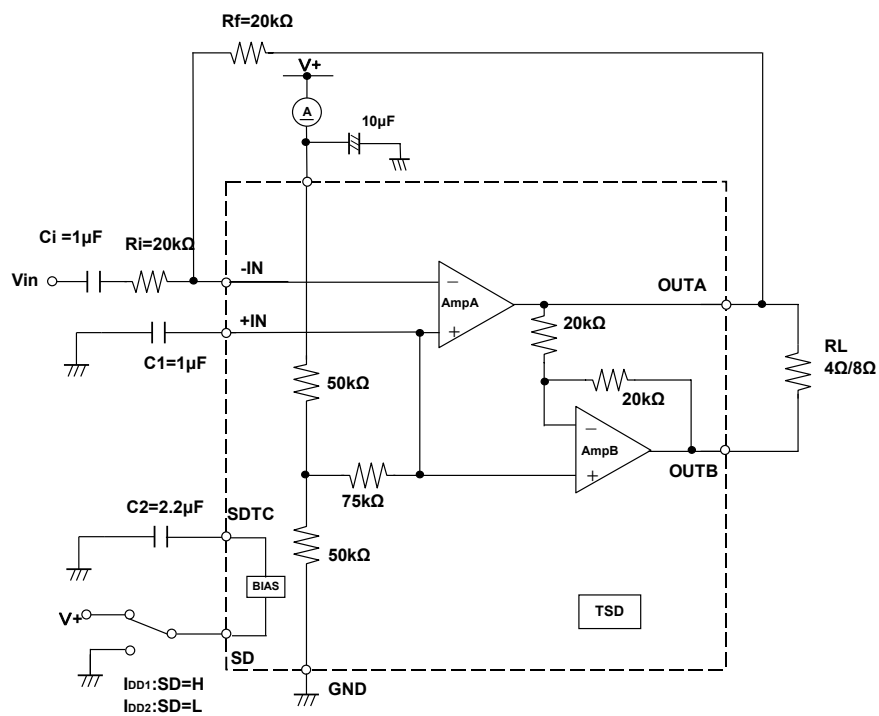 Rf=20kΩ
V+
A
10µF
Ci =1µF
Ri=20kΩ
Vin
-IN
AmpA
OUTA
+IN
C1=1µF
20kΩ
RL
4Ω/8Ω
50kΩ
20kΩ
AmpB
OUTB
75kΩ
C2=2.2µF
SDTC
50kΩ
BIAS
TSD
V+
SD
GND
IDD1:SD=H
IDD2:SD=L